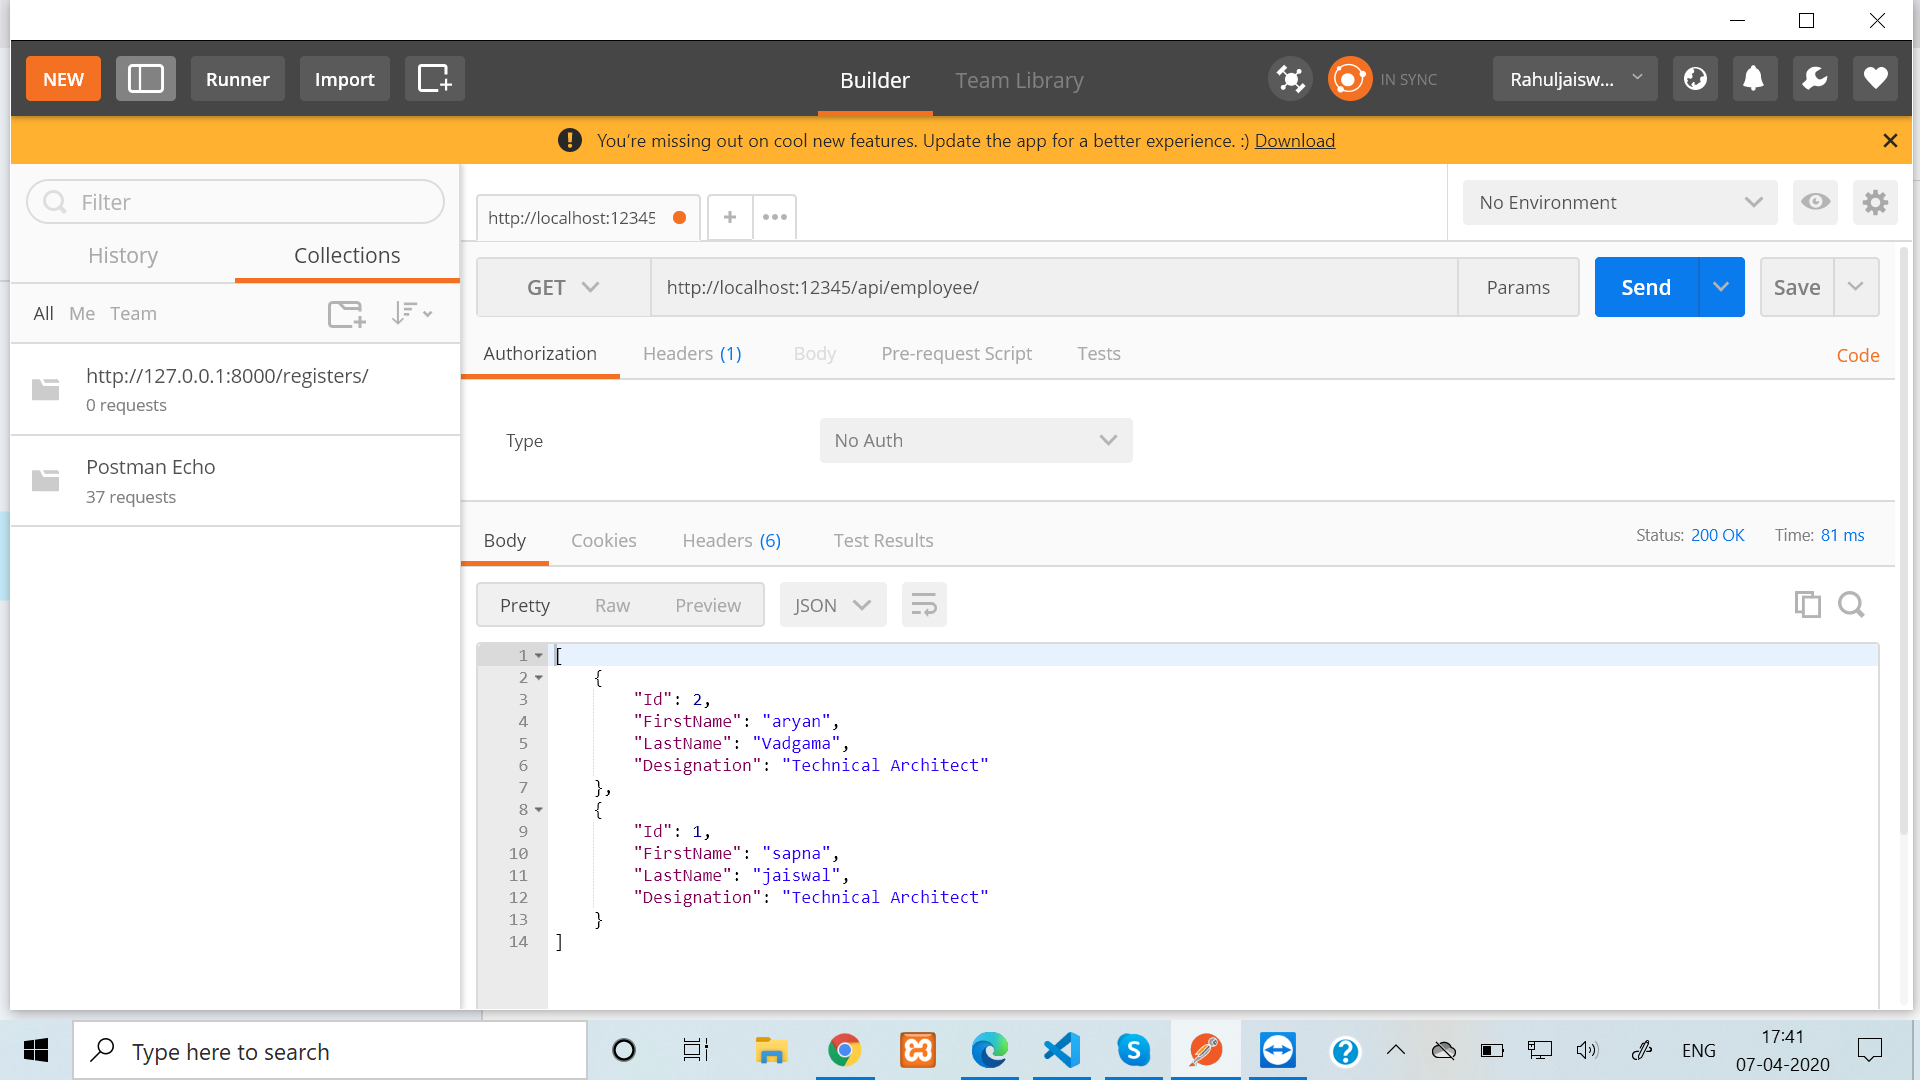 NEW
Runner
Import
Builder
Team Library
IN SYNC
Rahuljaisw...
You're missing out on cool new features. Update the app for a better experience. :) Download
Filter
History
Collections
All Me Team
http://127.0.0.1:8000/registers/
0 requests
Postman Echo
37 requests
http://localhost:12345
No Environment
GET
http://localhost:12345/api/employee/
Params
Send
Save
Authorization
Headers (1)
Body
Pre-request Script
Tests
Code
Type
No Auth
Body
Cookies
Headers (6)
Test Results
Status: 200 OK
Time: 81 ms
Pretty
Raw
Preview
JSON
1 [
2 {
3 "Id": 2,
4 "FirstName": "aryan",
5 "LastName": "Vadgama",
6 "Designation": "Technical Architect"
7 },
8 {
9 "Id": 1,
10 "FirstName": "sapna",
11 "LastName": "jaiswal",
12 "Designation": "Technical Architect"
13 }
14 ]
Type here to search
ENG
17:41
07-04-2020